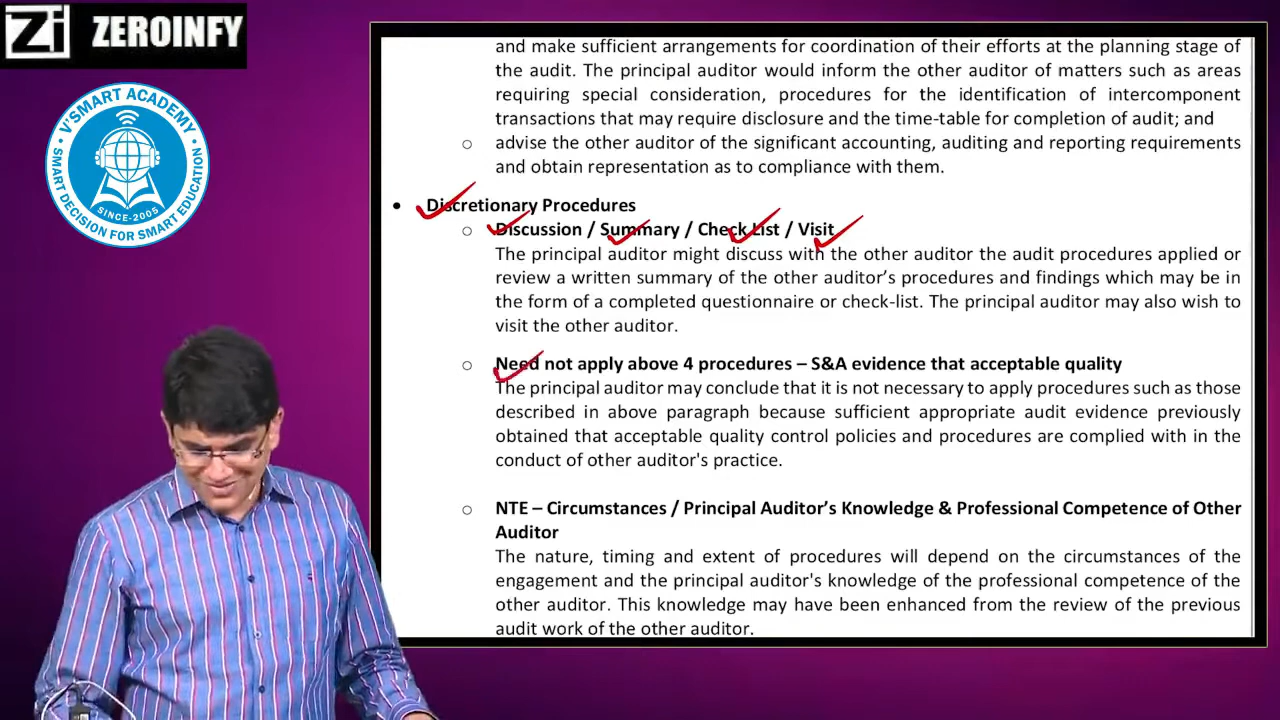 Zi ZEROINFY
V'SMART ACADEMY
SINCE-2005
SMART DECISION FOR SMART EDUCATION
and make sufficient arrangements for coordination of their efforts at the planning stage of
the audit. The principal auditor would inform the other auditor of matters such as areas
requiring special consideration, procedures for the identification of intercomponent
transactions that may require disclosure and the time-table for completion of audit; and
o advise the other auditor of the significant accounting, auditing and reporting requirements
and obtain representation as to compliance with them.
• Discretionary Procedures
o Discussion / Summary / Check List / Visit
The principal auditor might discuss with the other auditor the audit procedures applied or
review a written summary of the other auditor’s procedures and findings which may be in
the form of a completed questionnaire or check-list. The principal auditor may also wish to
visit the other auditor.
o Need not apply above 4 procedures – S&A evidence that acceptable quality
The principal auditor may conclude that it is not necessary to apply procedures such as those
described in above paragraph because sufficient appropriate audit evidence previously
obtained that acceptable quality control policies and procedures are complied with in the
conduct of other auditor's practice.
o NTE – Circumstances / Principal Auditor’s Knowledge & Professional Competence of Other
Auditor
The nature, timing and extent of procedures will depend on the circumstances of the
engagement and the principal auditor's knowledge of the professional competence of the
other auditor. This knowledge may have been enhanced from the review of the previous
audit work of the other auditor.